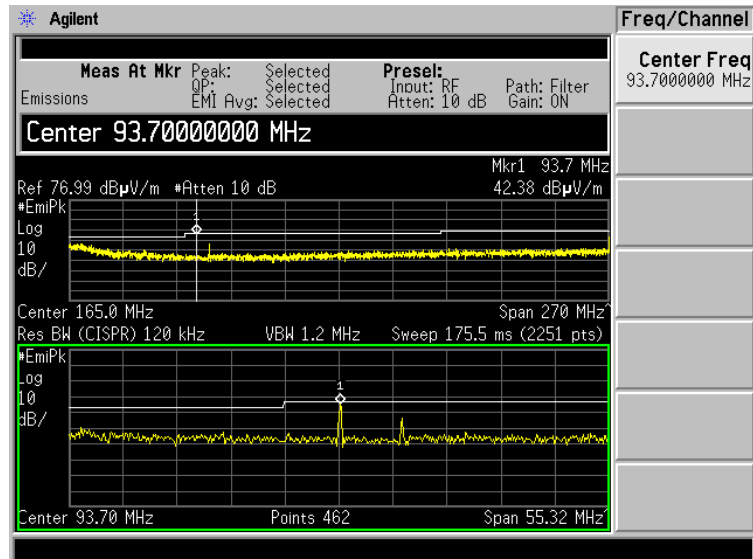 Agilent
Freq/Channel
Meas At Mkr Peak: Selected Presel:
QP: Selected Input: RF Path: Filter
Emissions EMI Avg: Selected Atten: 10 dB Gain: ON
Center Freq
93.7000000 MHz
Center 93.70000000 MHz
Mkr1 93.7 MHz
Ref 76.99 dBµV/m #Atten 10 dB 42.38 dBµV/m
#EmiPk
Log
10
dB/
1
Center 165.0 MHz Span 270 MHz^
Res BW (CISPR) 120 kHz VBW 1.2 MHz Sweep 175.5 ms (2251 pts)
#EmiPk
Log
10
dB/
1
Center 93.70 MHz Points 462 Span 55.32 MHz^